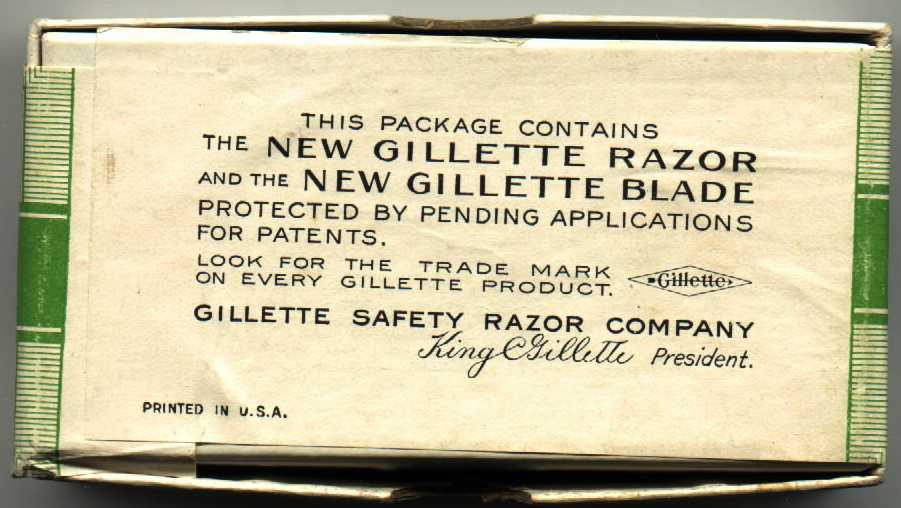 THIS PACKAGE CONTAINS
THE NEW GILLETTE RAZOR
AND THE NEW GILLETTE BLADE
PROTECTED BY PENDING APPLICATIONS
FOR PATENTS.
LOOK FOR THE TRADE MARK
ON EVERY GILLETTE PRODUCT.
Gillette
GILLETTE SAFETY RAZOR COMPANY
King C Gillette President.
PRINTED IN U.S.A.